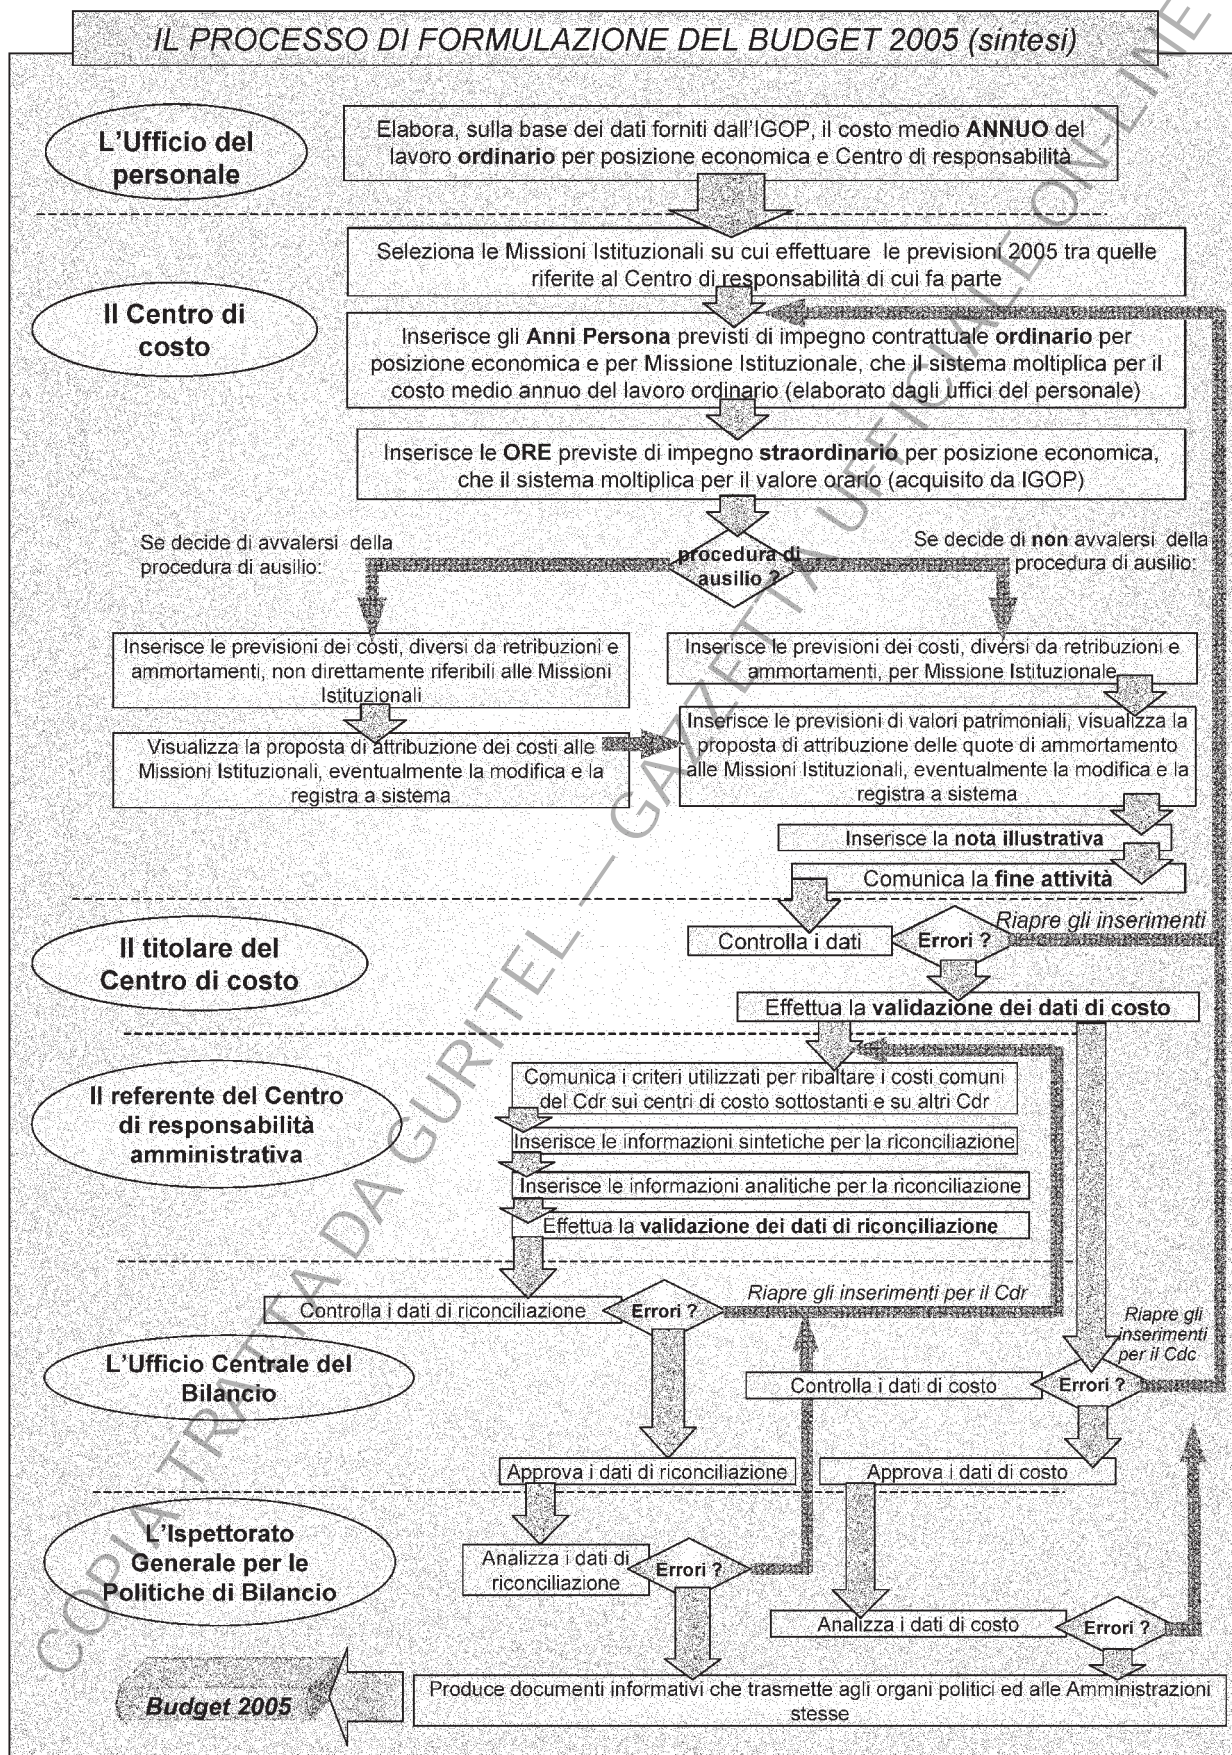 IL PROCESSO DI FORMULAZIONE DEL BUDGET 2005 (sintesi)
L'Ufficio del
personale
Elabora, sulla base dei dati forniti dall'IGOP, il costo medio ANNUO del
lavoro ordinario per posizione economica e Centro di responsabilità
Il Centro di
costo
Seleziona le Missioni Istituzionali su cui effettuare le previsioni 2005 tra quelle
riferite al Centro di responsabilità di cui fa parte
Inserisce gli Anni Persona previsti di impegno contrattuale ordinario per
posizione economica e per Missione Istituzionale, che il sistema moltiplica per il
costo medio annuo del lavoro ordinario (elaborato dagli uffici del personale)
Inserisce le ORE previste di impegno straordinario per posizione economica,
che il sistema moltiplica per il valore orario (acquisito da IGOP)
Se decide di avvalersi della
procedura di ausilio:
procedura di
ausilio ?
Se decide di non avvalersi della
procedura di ausilio:
Inserisce le previsioni dei costi, diversi da retribuzioni e
ammortamenti, non direttamente riferibili alle Missioni
Istituzionali
Inserisce le previsioni dei costi, diversi da retribuzioni e
ammortamenti, per Missione Istituzionale
Visualizza la proposta di attribuzione dei costi alle
Missioni Istituzionali, eventualmente la modifica e la
registra a sistema
Inserisce le previsioni di valori patrimoniali, visualizza la
proposta di attribuzione delle quote di ammortamento
alle Missioni Istituzionali, eventualmente la modifica e la
registra a sistema
Inserisce la nota illustrativa
Comunica la fine attività
Il titolare del
Centro di costo
Controlla i dati
Errori ?
Riapre gli inserimenti
Effettua la validazione dei dati di costo
Il referente del Centro
di responsabilità
amministrativa
Comunica i criteri utilizzati per ribaltare i costi comuni
del Cdr sui centri di costo sottostanti e su altri Cdr
Inserisce le informazioni sintetiche per la riconciliazione
Inserisce le informazioni analitiche per la riconciliazione
Effettua la validazione dei dati di riconciliazione
L'Ufficio Centrale del
Bilancio
Controlla i dati di riconciliazione
Errori ?
Riapre gli inserimenti per il Cdr
Riapre gli
inserimenti
per il Cdc
Controlla i dati di costo
Errori ?
Approva i dati di riconciliazione
Approva i dati di costo
L'Ispettorato
Generale per le
Politiche di Bilancio
Analizza i dati di
riconciliazione
Errori ?
Analizza i dati di costo
Errori ?
Budget 2005
Produce documenti informativi che trasmette agli organi politici ed alle Amministrazioni
stesse
COPIA TRATTA DA GURITEL — GAZZETTA UFFICIALE ON-LINE